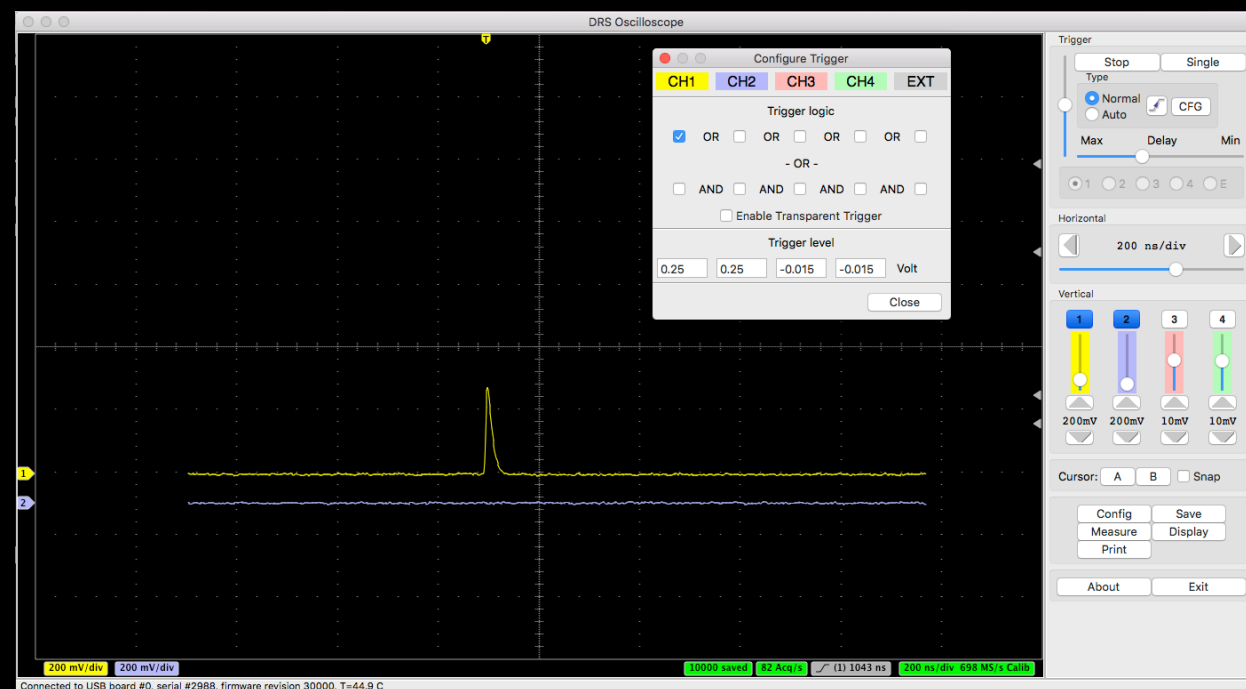 DRS Oscilloscope
T
Configure Trigger
CH1 CH2 CH3 CH4 EXT
Trigger logic
OR OR OR OR
- OR -
AND AND AND AND
Enable Transparent Trigger
Trigger level
0.25 0.25 -0.015 -0.015 Volt
Close
1
2
200 mV/div 200 mV/div 10000 saved 82 Acq/s (1) 1043 ns 200 ns/div 698 MS/s Calib
Connected to USB board #0, serial #2988, firmware revision 30000, T=44.9 C
Trigger
Stop Single
Type
Normal
Auto
CFG
Max Delay Min
1 2 3 4 E
Horizontal
200 ns/div
Vertical
1 2 3 4
200mV 200mV 10mV 10mV
Cursor: A B Snap
Config Save
Measure Display
Print
About Exit